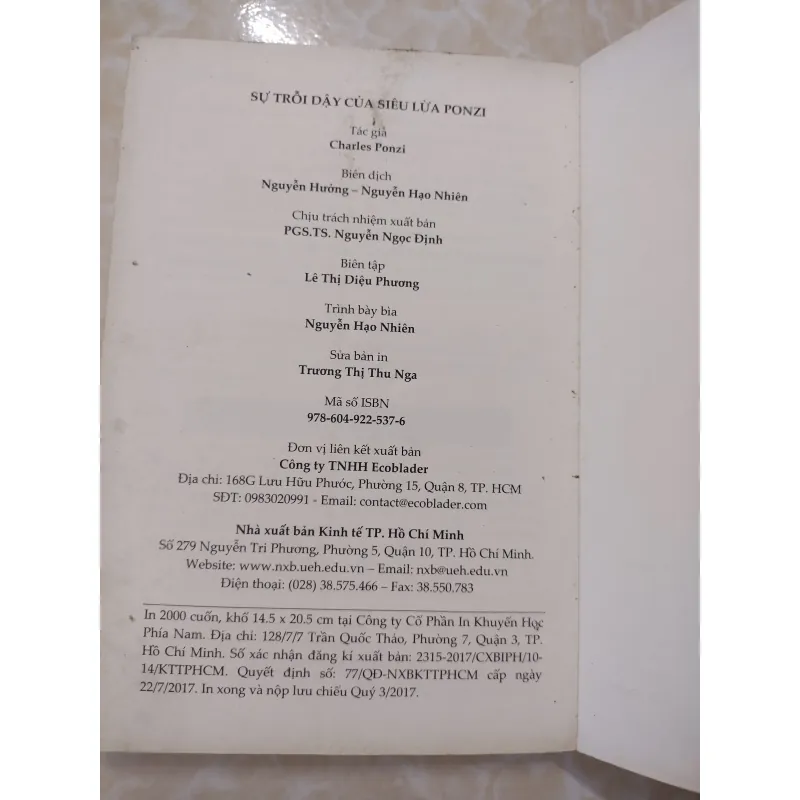 SỰ TRỖI DẬY CỦA SIÊU LỪA PONZI
Tác giả
Charles Ponzi
Biên dịch
Nguyễn Hưởng – Nguyễn Hạo Nhiên
Chịu trách nhiệm xuất bản
PGS.TS. Nguyễn Ngọc Định
Biên tập
Lê Thị Diệu Phương
Trình bày bìa
Nguyễn Hạo Nhiên
Sửa bản in
Trương Thị Thu Nga
Mã số ISBN
978-604-922-537-6
Đơn vị liên kết xuất bản
Công ty TNHH Ecoblader
Địa chỉ: 168G Lưu Hữu Phước, Phường 15, Quận 8, TP. HCM
SĐT: 0983020991 - Email: contact@ecoblader.com
Nhà xuất bản Kinh tế TP. Hồ Chí Minh
Số 279 Nguyễn Tri Phương, Phường 5, Quận 10, TP. Hồ Chí Minh.
Website: www.nxb.ueh.edu.vn – Email: nxb@ueh.edu.vn
Điện thoại: (028) 38.575.466 – Fax: 38.550.783
In 2000 cuốn, khổ 14.5 x 20.5 cm tại Công ty Cổ Phần In Khuyến Học
Phía Nam. Địa chỉ: 128/7/7 Trần Quốc Thảo, Phường 7, Quận 3, TP.
Hồ Chí Minh. Số xác nhận đăng kí xuất bản: 2315-2017/CXBIPH/10-
14/KTTPHCM. Quyết định số: 77/QĐ-NXBKTTPHCM cấp ngày
22/7/2017. In xong và nộp lưu chiểu Quý 3/2017.